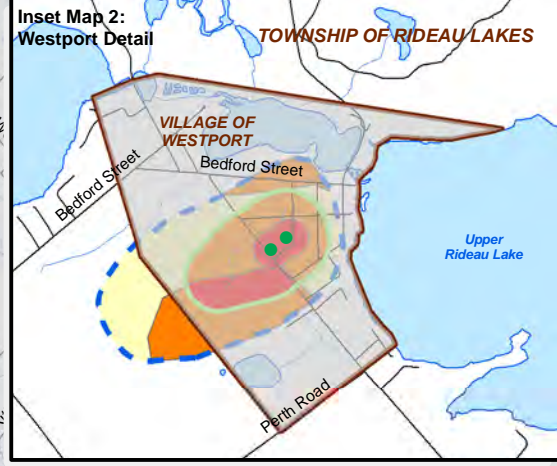 Inset Map 2:
Westport Detail
TOWNSHIP OF RIDEAU LAKES
VILLAGE OF
WESTPORT
Bedford Street
Bedford Street
Upper
Rideau Lake
Perth Road